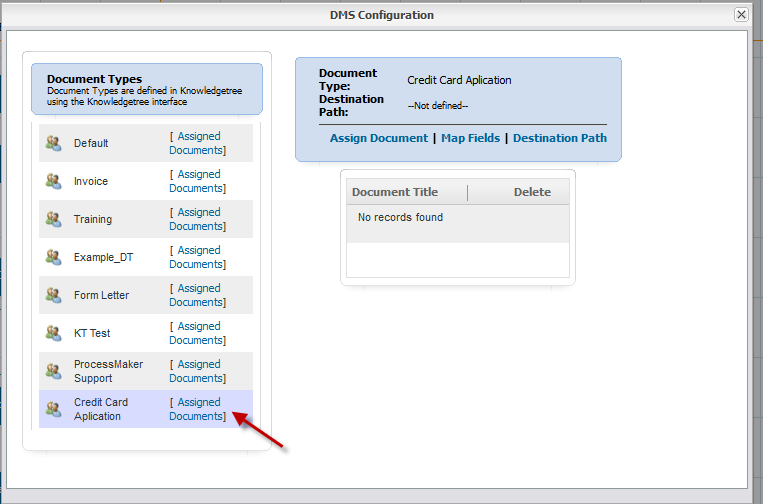 DMS Configuration
Document Types
Document Types are defined in Knowledgetree
using the Knowledgetree interface
Default [ Assigned
Documents]
Invoice [ Assigned
Documents]
Training [ Assigned
Documents]
Example_DT [ Assigned
Documents]
Form Letter [ Assigned
Documents]
KT Test [ Assigned
Documents]
ProcessMaker [ Assigned
Support Documents]
Credit Card [ Assigned
Aplication Documents]
Document
Type: Credit Card Aplication
Destination
Path: --Not defined--
Assign Document | Map Fields | Destination Path
Document Title Delete
No records found